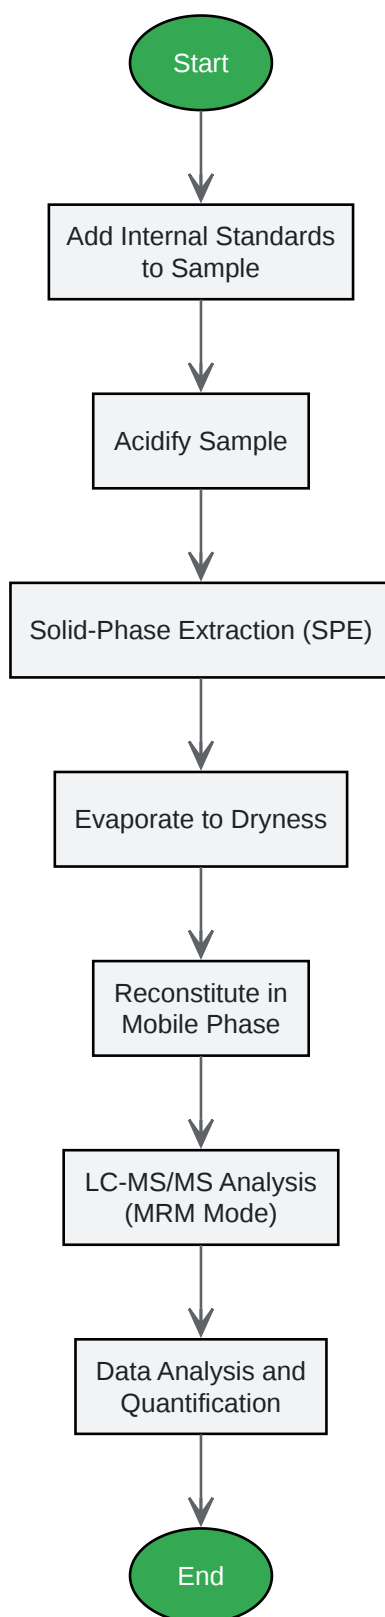 Start
Add Internal Standards
to Sample
Acidify Sample
Solid-Phase Extraction (SPE)
Evaporate to Dryness
Reconstitute in
Mobile Phase
LC-MS/MS Analysis
(MRM Mode)
Data Analysis and
Quantification
End